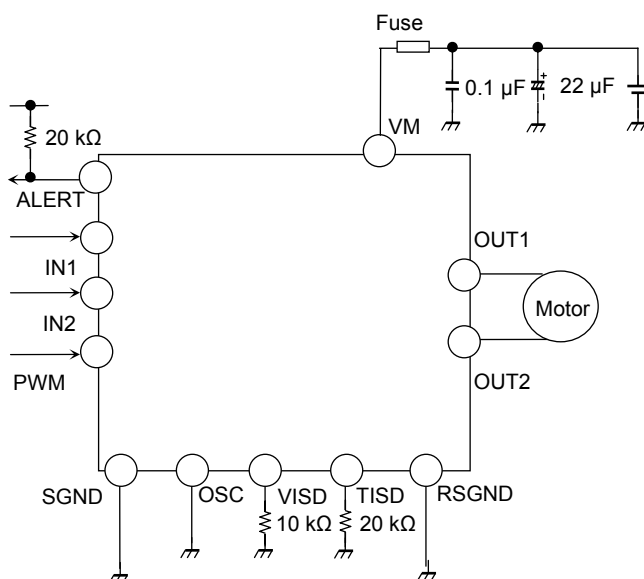 Fuse
0.1 µF
22 µF
+
-
VM
20 kΩ
ALERT
IN1
IN2
PWM
OUT1
Motor
OUT2
SGND
OSC
VISD
TISD
RSGND
10 kΩ
20 kΩ